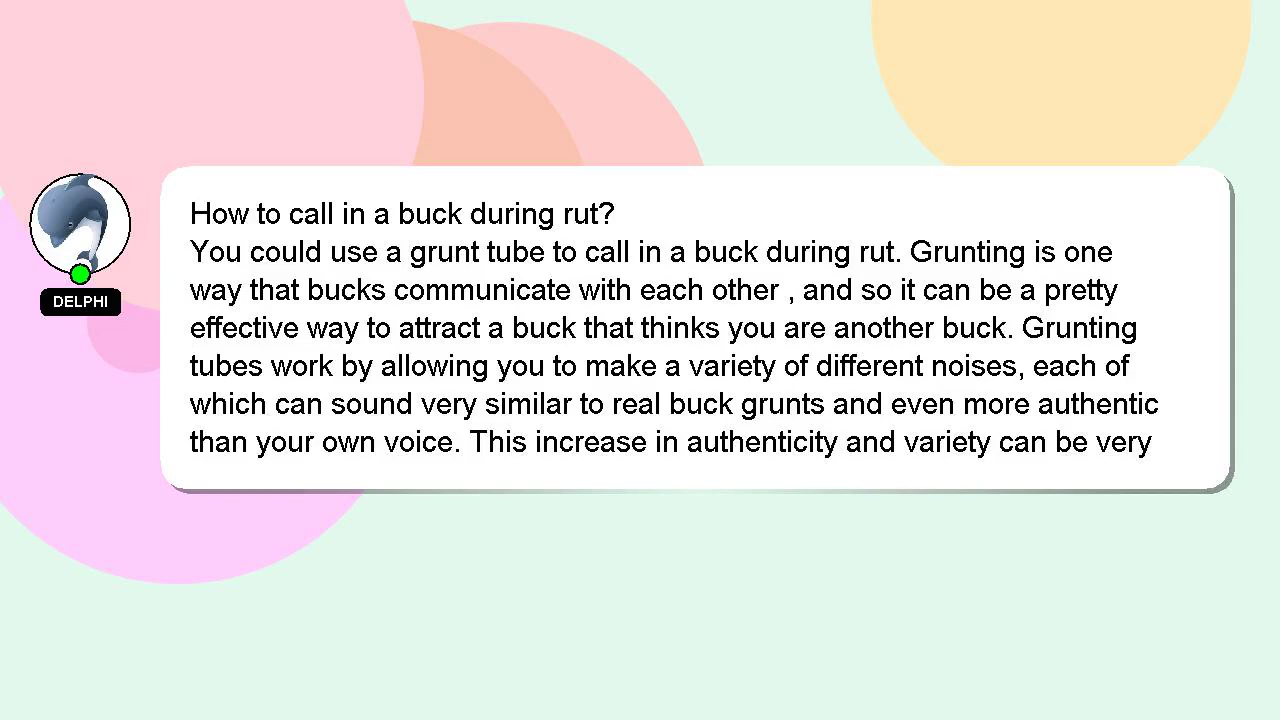 How to call in a buck during rut?
You could use a grunt tube to call in a buck during rut. Grunting is one
way that bucks communicate with each other , and so it can be a pretty
effective way to attract a buck that thinks you are another buck. Grunting
tubes work by allowing you to make a variety of different noises, each of
which can sound very similar to real buck grunts and even more authentic
than your own voice. This increase in authenticity and variety can be very
DELPHI